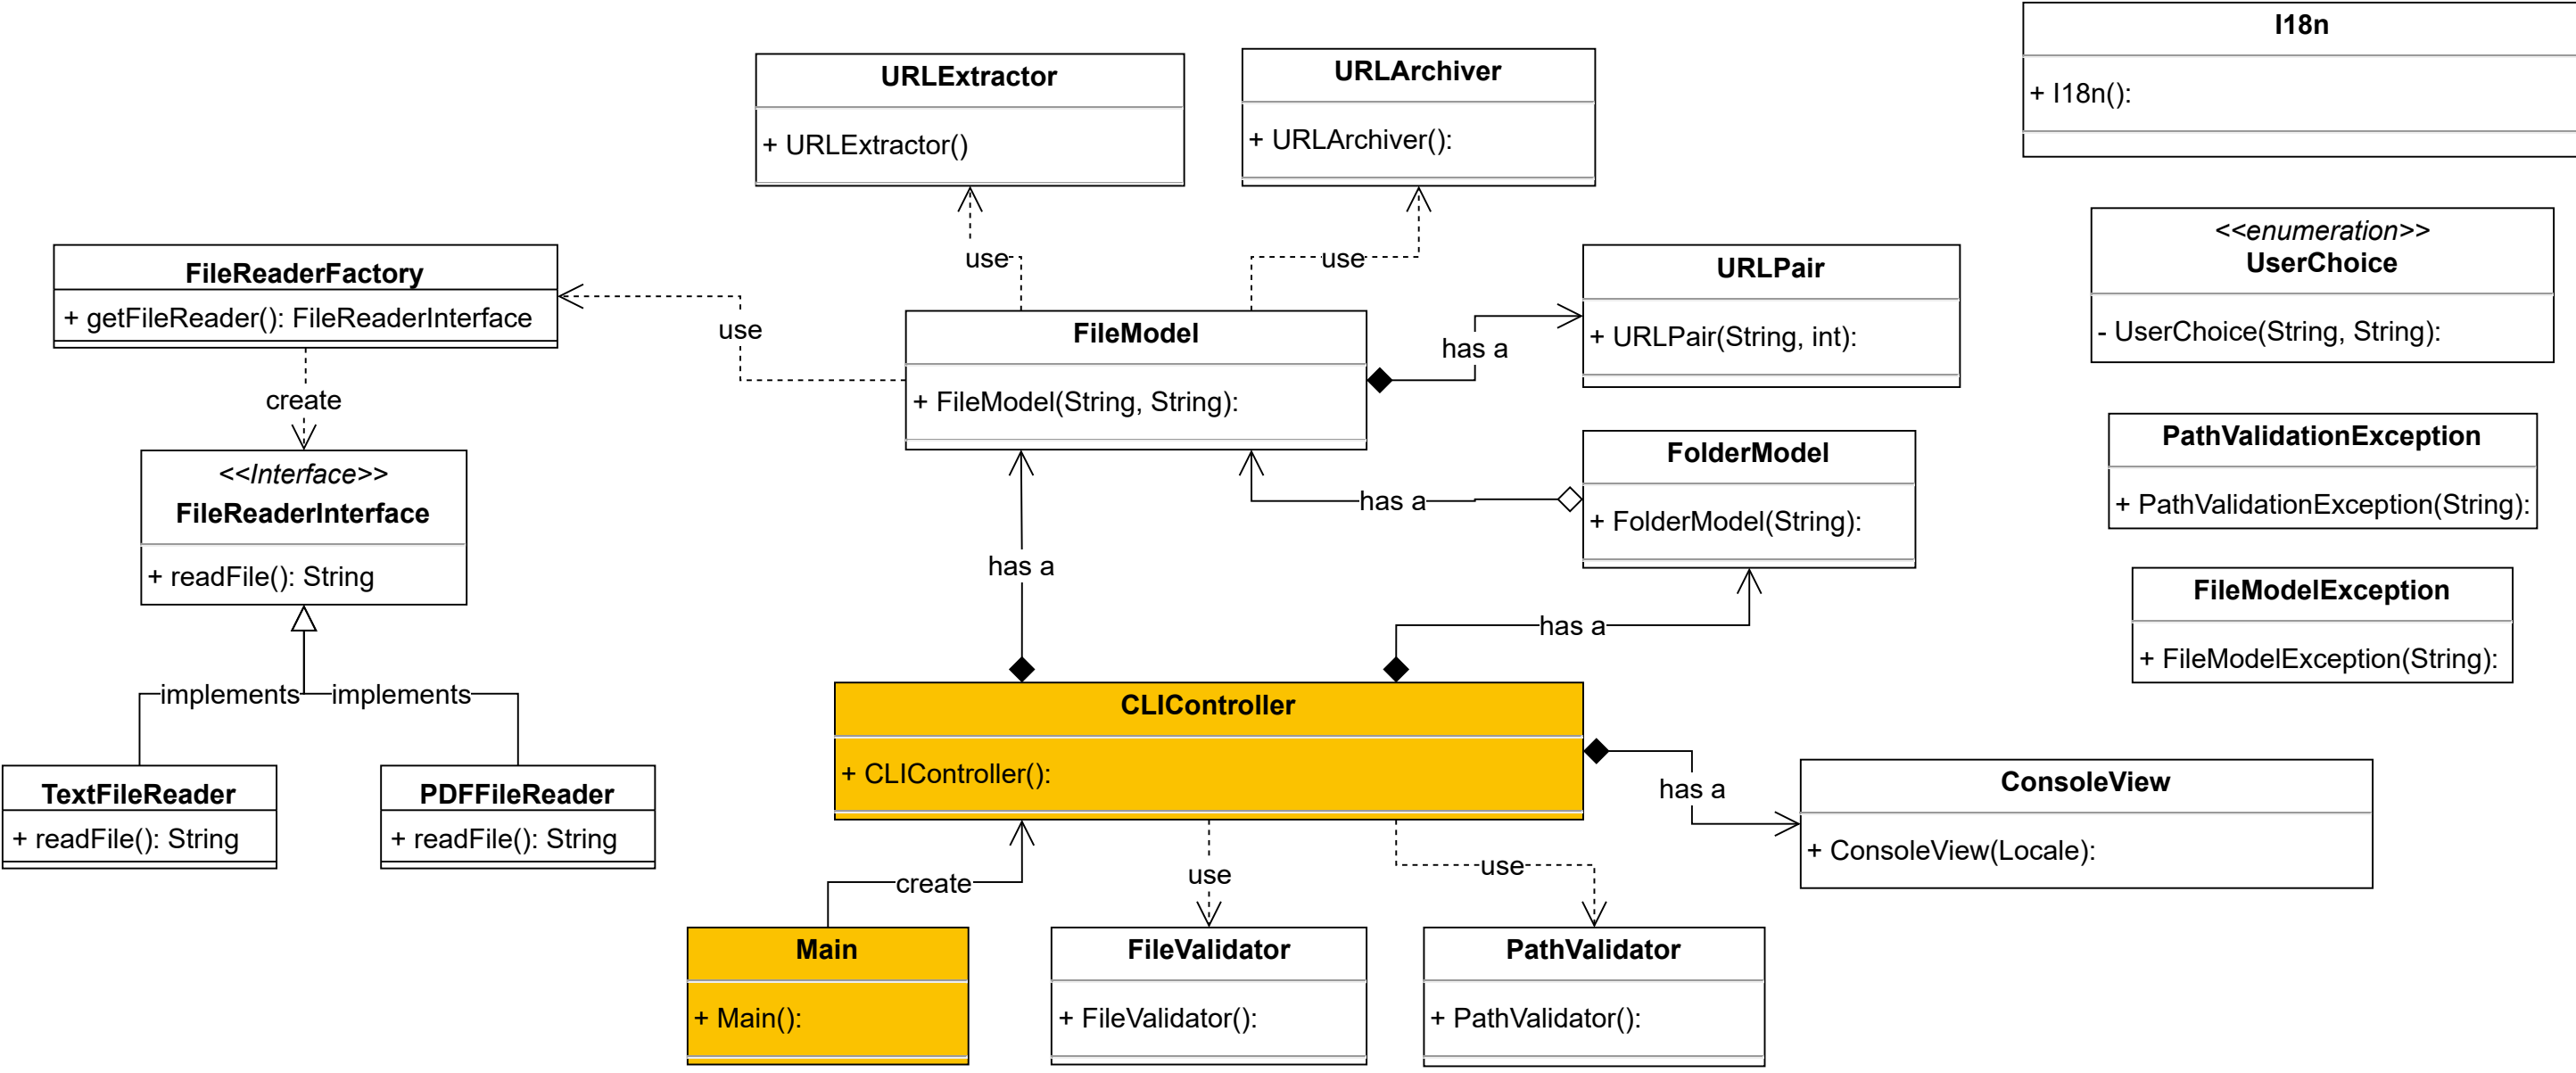 I18n
+ I18n():
URLExtractor
+ URLExtractor()
URLArchiver
+ URLArchiver():
<<enumeration>>
UserChoice
- UserChoice(String, String):
use
use
FileReaderFactory
+ getFileReader(): FileReaderInterface
use
FileModel
+ FileModel(String, String):
URLPair
+ URLPair(String, int):
has a
create
<<Interface>>
FileReaderInterface
+ readFile(): String
FolderModel
+ FolderModel(String):
has a
PathValidationException
+ PathValidationException(String):
has a
has a
FileModelException
+ FileModelException(String):
implements
implements
CLIController
+ CLIController():
TextFileReader
+ readFile(): String
PDFFileReader
+ readFile(): String
has a
ConsoleView
+ ConsoleView(Locale):
create
use
use
Main
+ Main():
FileValidator
+ FileValidator():
PathValidator
+ PathValidator():